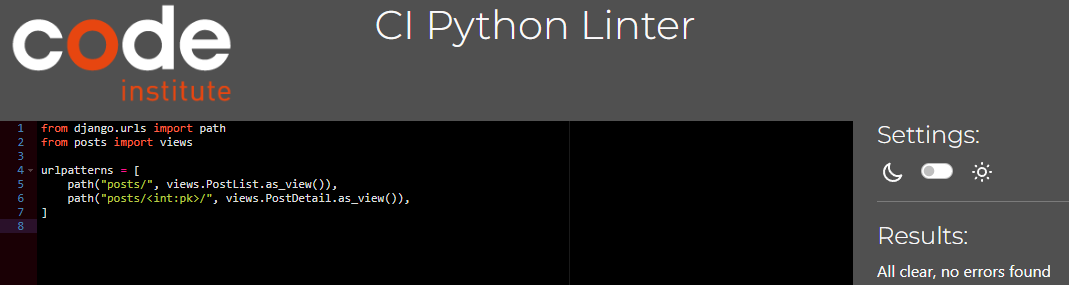 code
institute
CI Python Linter
1 from django.urls import path
2 from posts import views
3
4 urlpatterns = [
5     path("posts/", views.PostList.as_view()),
6     path("posts/<int:pk>/", views.PostDetail.as_view()),
7 ]
8
Settings:
Results:
All clear, no errors found